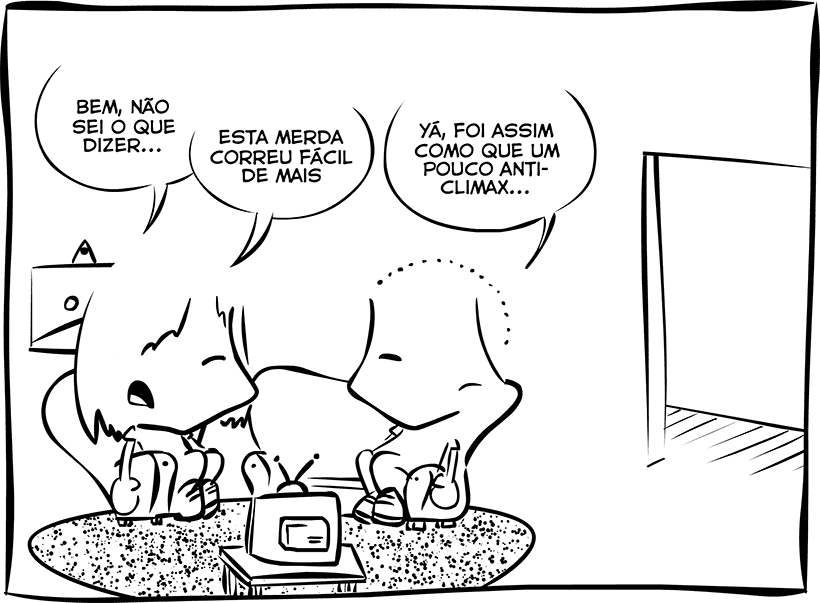 BEM, NÃO
SEI O QUE
DIZER...
ESTA MERDA
CORREU FÁCIL
DE MAIS
YÁ, FOI ASSIM
COMO QUE UM
POUCO ANTI-
CLIMAX...